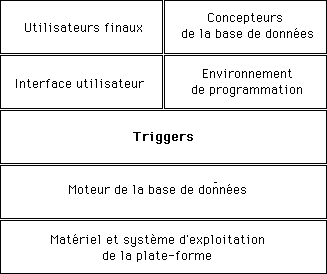 Utilisateurs finaux
Concepteurs
de la base de données
Interface utilisateur
Environnement
de programmation
Triggers
Moteur de la base de données
Matériel et système d'exploitation
de la plate-forme